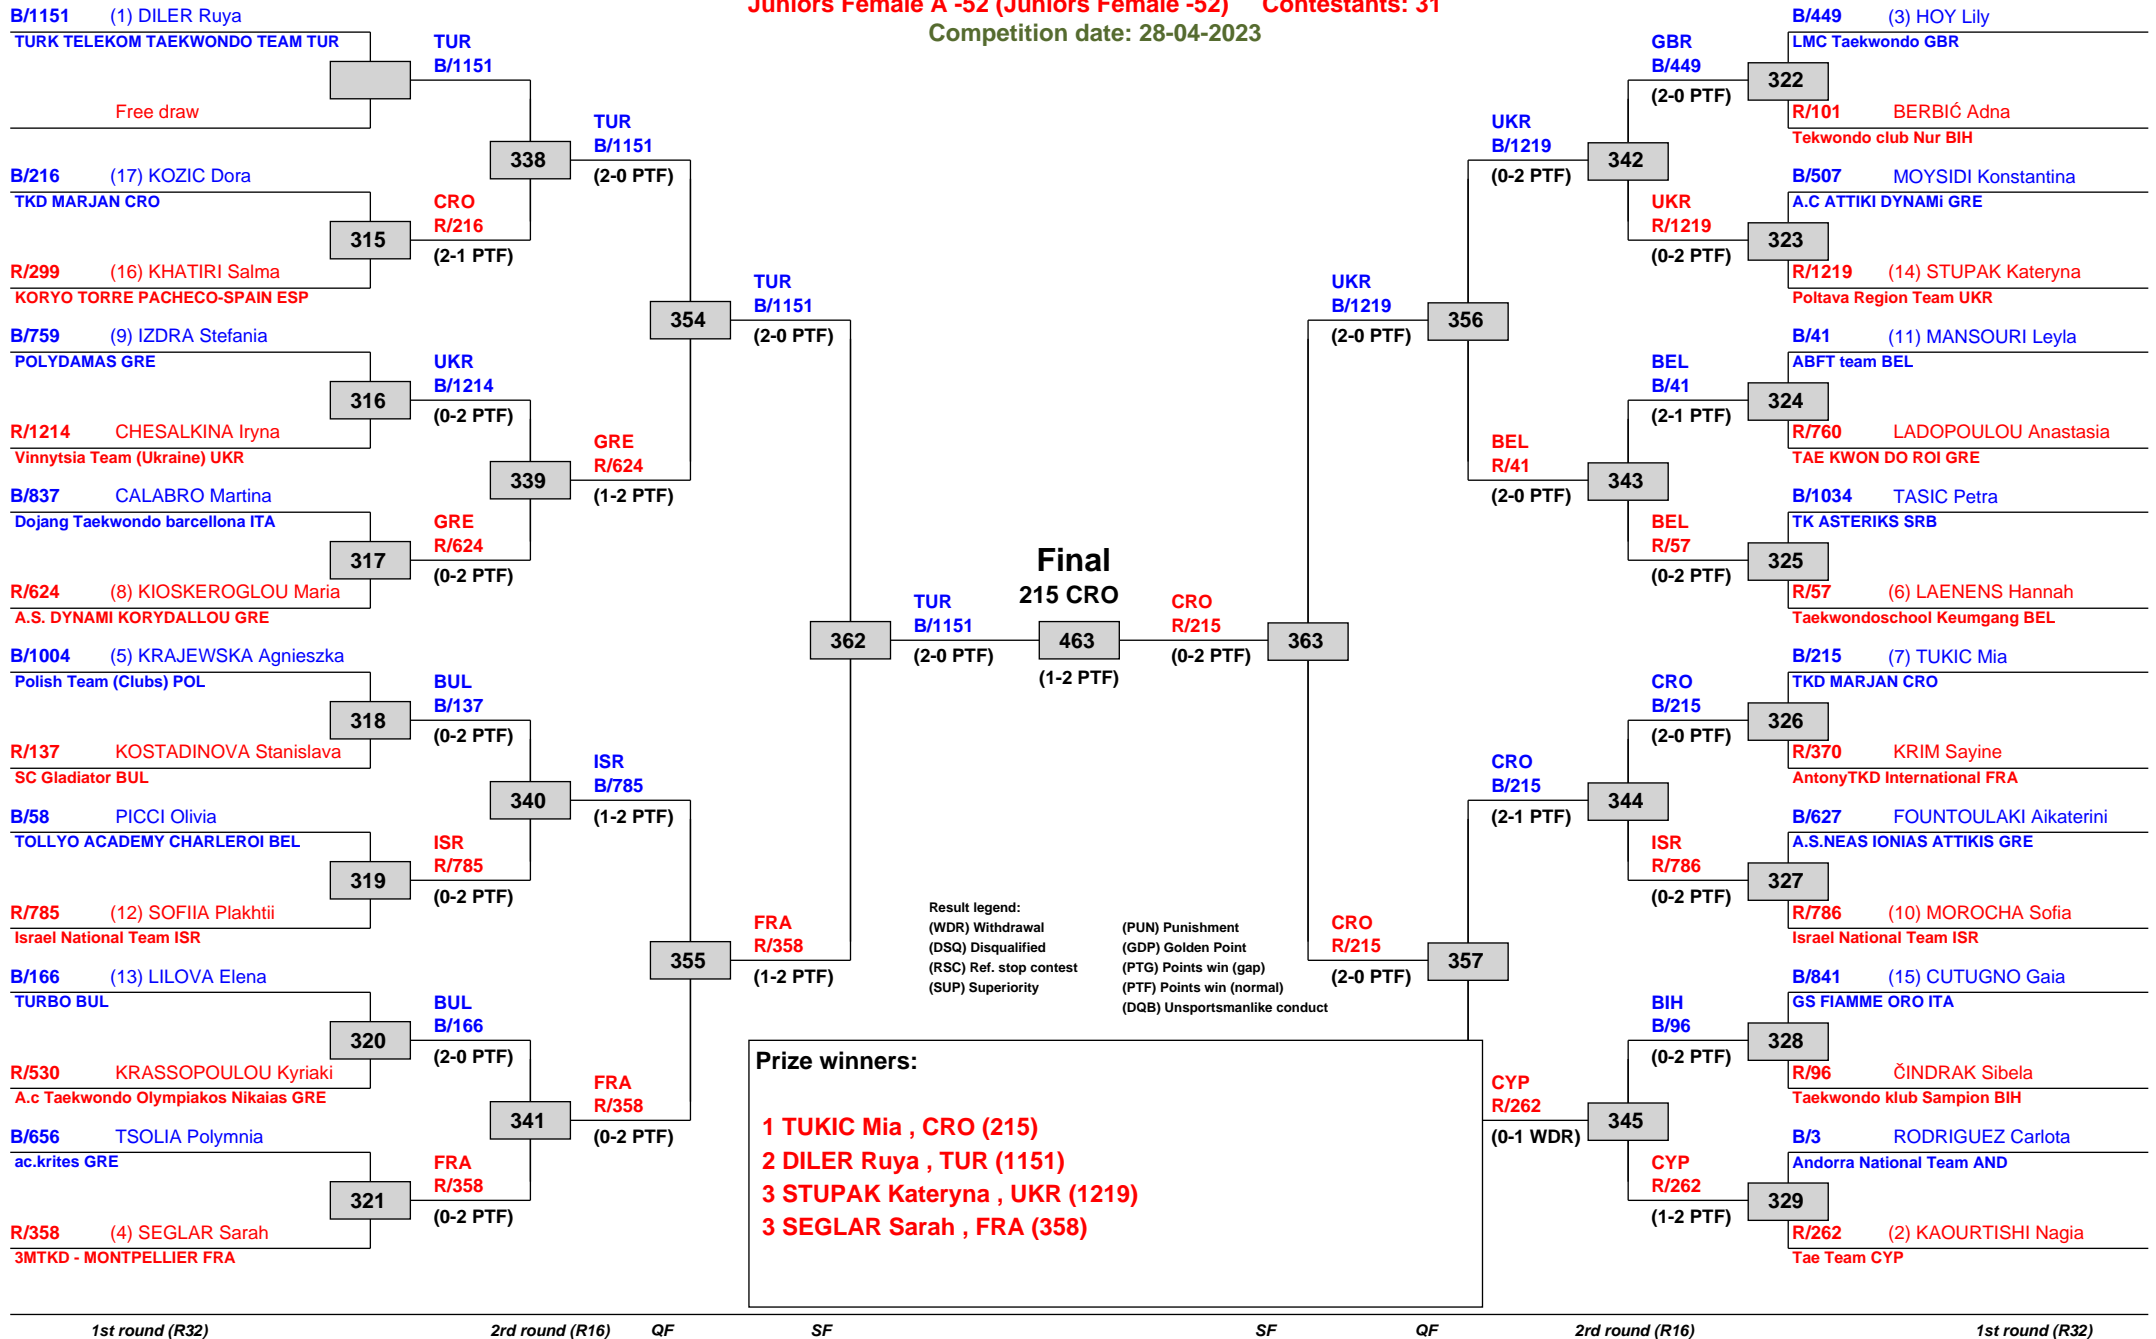 Juniors Female A -52 (Juniors Female -52) Contestants: 31
Competition date: 28-04-2023
B/1151 (1) DILER Ruya
TURK TELEKOM TAEKWONDO TEAM TUR
Free draw
B/216 (17) KOZIC Dora
TKD MARJAN CRO
315
R/299 (16) KHATIRI Salma
KORYO TORRE PACHECO-SPAIN ESP
B/759 (9) IZDRA Stefania
POLYDAMAS GRE
316
R/1214 CHESALKINA Iryna
Vinnytsia Team (Ukraine) UKR
B/837 CALABRO Martina
Dojang Taekwondo barcellona ITA
317
R/624 (8) KIOSKEROGLOU Maria
A.S. DYNAMI KORYDALLOU GRE
B/1004 (5) KRAJEWSKA Agnieszka
Polish Team (Clubs) POL
318
R/137 KOSTADINOVA Stanislava
SC Gladiator BUL
B/58 PICCI Olivia
TOLLYO ACADEMY CHARLEROI BEL
319
R/785 (12) SOFIIA Plakhtii
Israel National Team ISR
B/166 (13) LILOVA Elena
TURBO BUL
320
R/530 KRASSOPOULOU Kyriaki
A.c Taekwondo Olympiakos Nikaias GRE
B/656 TSOLIA Polymnia
ac.krites GRE
321
R/358 (4) SEGLAR Sarah
3MTKD - MONTPELLIER FRA
TUR
B/1151
338
CRO
R/216
(2-1 PTF)
UKR
B/1214
(0-2 PTF)
339
GRE
R/624
(0-2 PTF)
BUL
B/137
(0-2 PTF)
340
ISR
R/785
(0-2 PTF)
BUL
B/166
(2-0 PTF)
341
FRA
R/358
(0-2 PTF)
TUR
B/1151
(2-0 PTF)
354
GRE
R/624
(1-2 PTF)
ISR
B/785
(1-2 PTF)
355
FRA
R/358
(0-2 PTF)
TUR
B/1151
(2-0 PTF)
362
FRA
R/358
(1-2 PTF)
TUR
B/1151
(2-0 PTF)
Final
215 CRO
463
(1-2 PTF)
CRO
R/215
(0-2 PTF)
363
UKR
B/1219
(2-0 PTF)
CRO
R/215
(2-0 PTF)
UKR
B/1219
(0-2 PTF)
356
BEL
R/41
(2-0 PTF)
CRO
B/215
(2-1 PTF)
357
CYP
R/262
(0-1 WDR)
GBR
B/449
(2-0 PTF)
342
UKR
R/1219
(0-2 PTF)
BEL
B/41
(2-1 PTF)
343
BEL
R/57
(0-2 PTF)
CRO
B/215
(2-0 PTF)
344
ISR
R/786
(0-2 PTF)
BIH
B/96
(0-2 PTF)
345
CYP
R/262
(1-2 PTF)
B/449 (3) HOY Lily
LMC Taekwondo GBR
322
R/101 BERBIĆ Adna
Tekwondo club Nur BIH
B/507 MOYSIDI Konstantina
A.C ATTIKI DYNAMi GRE
323
R/1219 (14) STUPAK Kateryna
Poltava Region Team UKR
B/41 (11) MANSOURI Leyla
ABFT team BEL
324
R/760 LADOPOULOU Anastasia
TAE KWON DO ROI GRE
B/1034 TASIC Petra
TK ASTERIKS SRB
325
R/57 (6) LAENENS Hannah
Taekwondoschool Keumgang BEL
B/215 (7) TUKIC Mia
TKD MARJAN CRO
326
R/370 KRIM Sayine
AntonyTKD International FRA
B/627 FOUNTOULAKI Aikaterini
A.S.NEAS IONIAS ATTIKIS GRE
327
R/786 (10) MOROCHA Sofia
Israel National Team ISR
B/841 (15) CUTUGNO Gaia
GS FIAMME ORO ITA
328
R/96 ČINDRAK Sibela
Taekwondo klub Sampion BIH
B/3 RODRIGUEZ Carlota
Andorra National Team AND
329
R/262 (2) KAOURTISHI Nagia
Tae Team CYP
Result legend:
(WDR) Withdrawal
(DSQ) Disqualified
(RSC) Ref. stop contest
(SUP) Superiority
(PUN) Punishment
(GDP) Golden Point
(PTG) Points win (gap)
(PTF) Points win (normal)
(DQB) Unsportsmanlike conduct
Prize winners:
1 TUKIC Mia , CRO (215)
2 DILER Ruya , TUR (1151)
3 STUPAK Kateryna , UKR (1219)
3 SEGLAR Sarah , FRA (358)
1st round (R32) 2rd round (R16) QF SF SF QF 2rd round (R16) 1st round (R32)